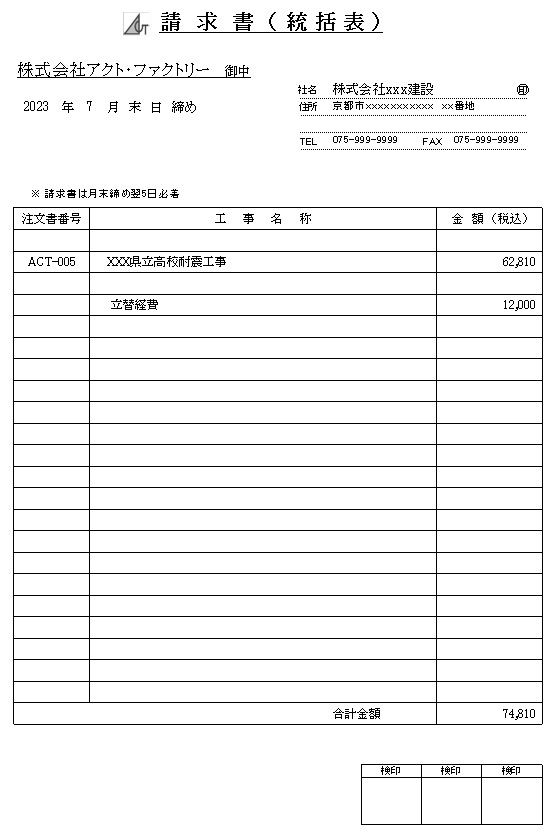 請求書(統括表)
株式会社アクト・ファクトリー 御中
社名 株式会社xxx建設 ㊞
2023 年 7 月 末 日 締め
住所 京都市xxxxxxxxxxx xx番地
TEL 075-999-9999 FAX 075-999-9999
※ 請求書は月末締め翌5日必着
注文書番号 工事名称 金額(税込)
ACT-005 XXX県立高校耐震工事 62,810
立替経費 12,000
合計金額 74,810
検印 検印 検印